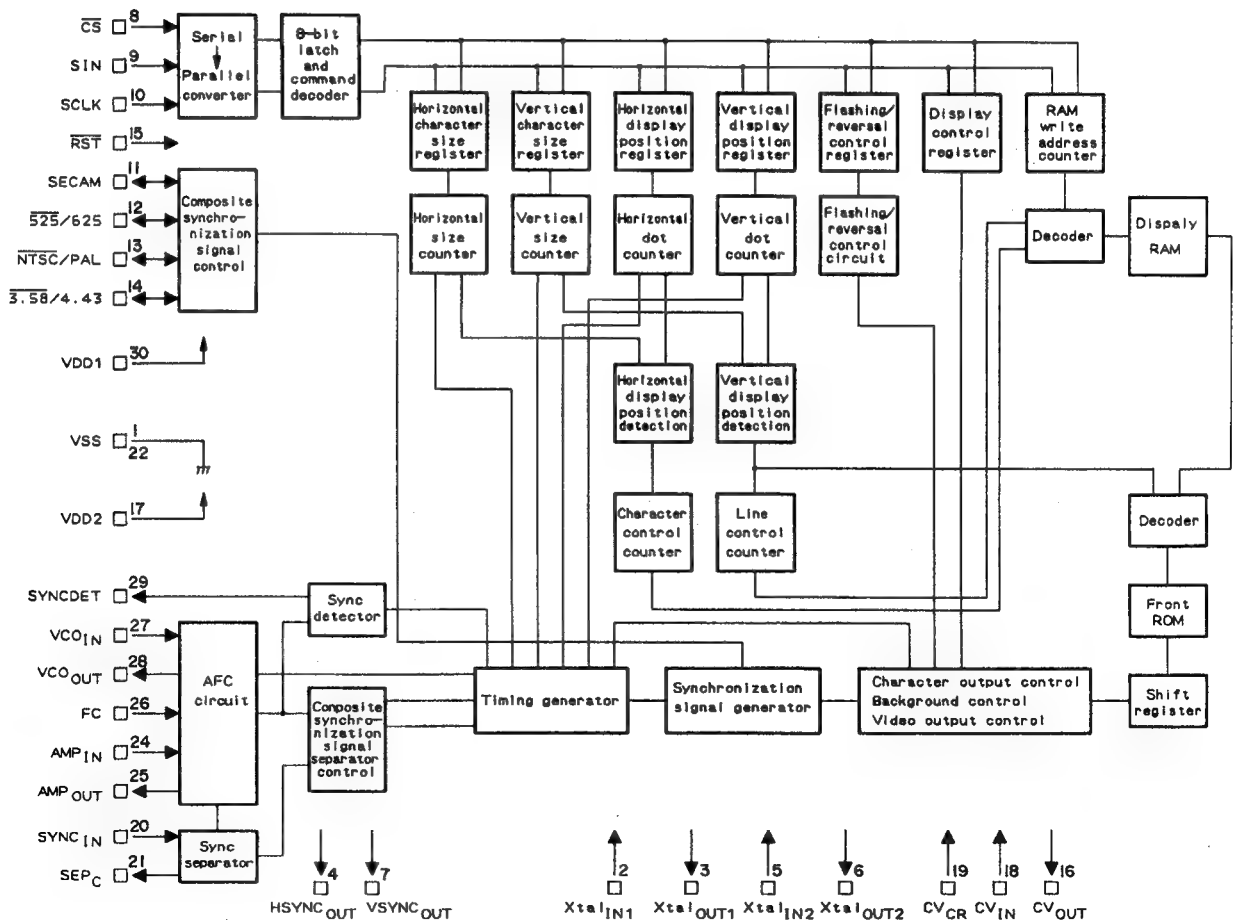 CS 8
SIN 9
SCLK 10
RST 15
SECAM 11
525/625 12
NTSC/PAL 13
3.58/4.43 14
VDD1 30
VSS 1
22
VDD2 17
SYNCDET 29
VCOIN 27
VCOOUT 28
FC 26
AMPIN 24
AMPOUT 25
SYNCIN 20
SEPC 21
Serial
Parallel
converter
8-bit
latch
and
command
decoder
Composite
synchro-
nization
signal
control
Horizontal
character
size
register
Vertical
character
size
register
Horizontal
display
position
register
Vertical
display
position
register
Flashing/
reversal
control
register
Display
control
register
RAM
write
address
counter
Horizontal
size
counter
Vertical
size
counter
Horizontal
dot
counter
Vertical
dot
counter
Flashing/
reversal
control
circuit
Decoder
Dispaly
RAM
Horizontal
display
position
detection
Vertical
display
position
detection
Character
control
counter
Line
control
counter
Decoder
Front
ROM
Shift
register
Sync
detector
AFC
circuit
Conposite
synchro-
nization
signal
separator
control
Sync
separator
Timing generator
Synchronization
signal generator
Character output control
Background control
Video output control
4 7 2 3 5 6 19 18 16
HSYNCOUT VSYNCOUT XtalIN1 XtalOUT1 XtalIN2 XtalOUT2 CVCR CVIN CVOUT